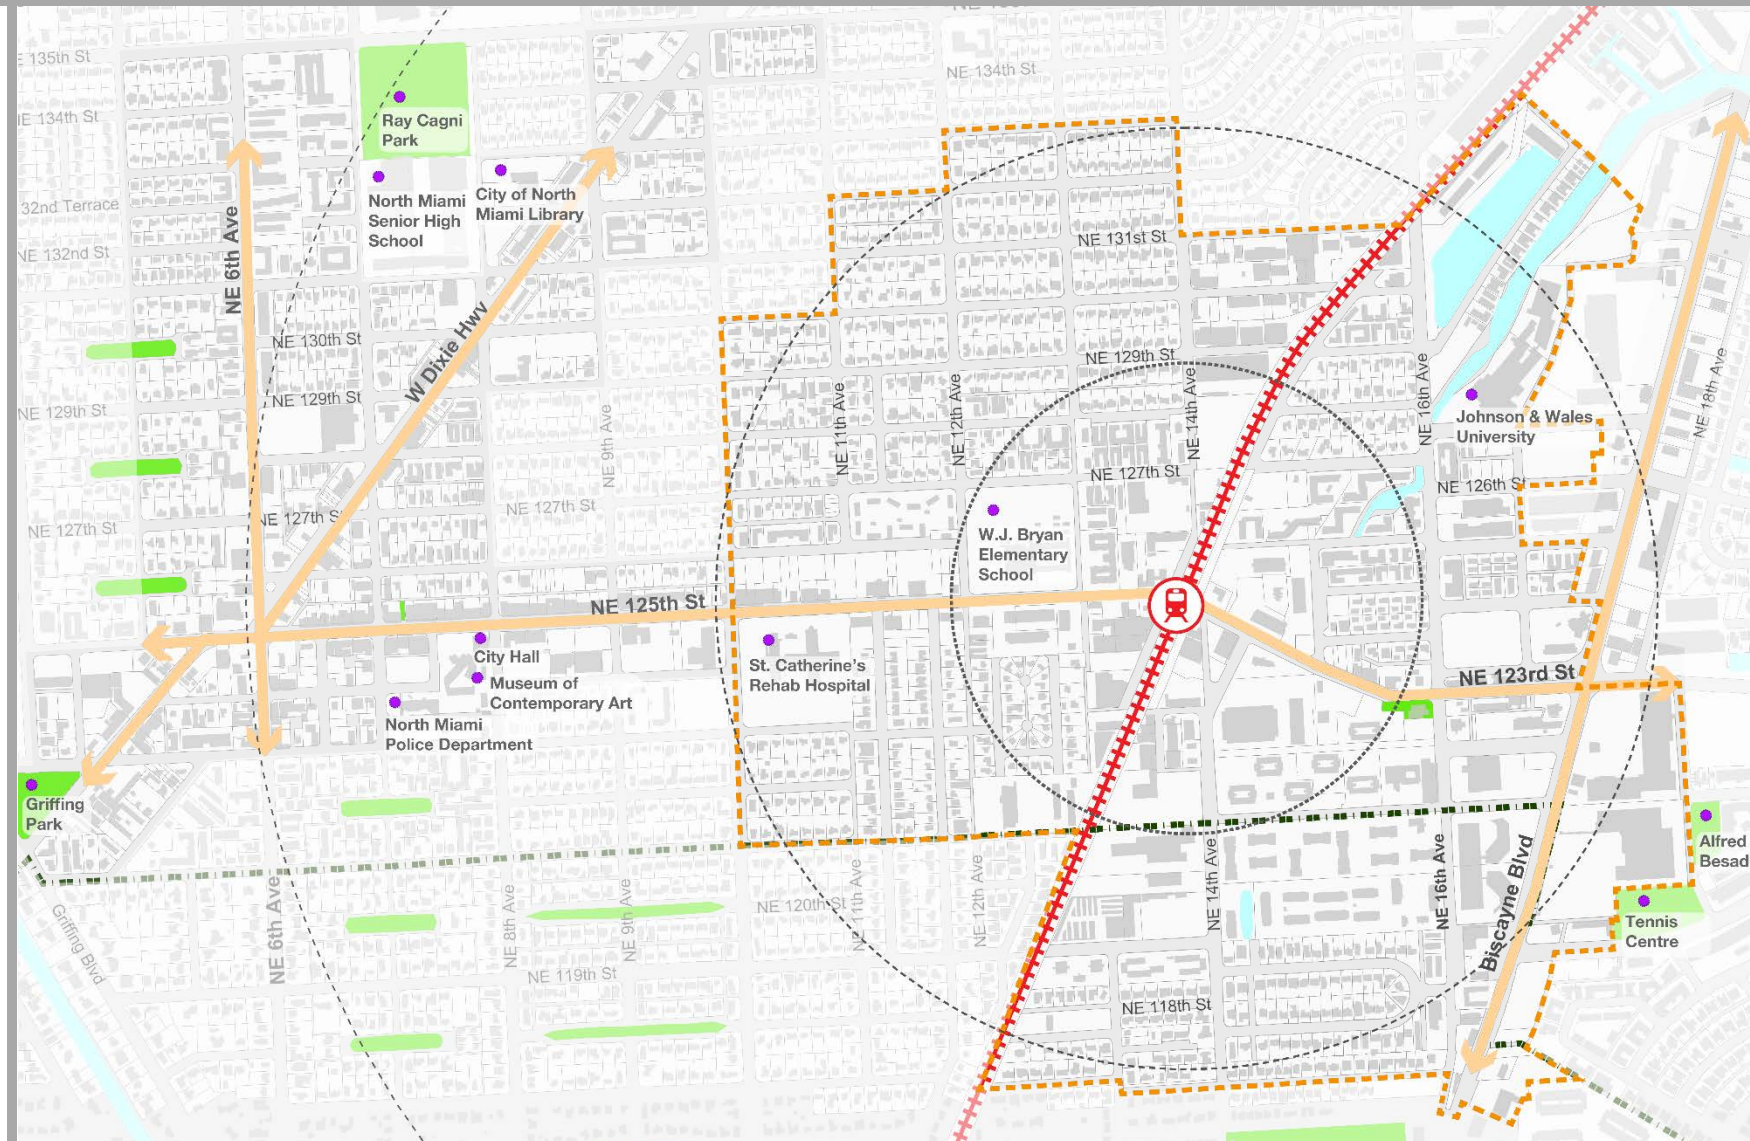 NE 135th St
NE 134th St
NE 134th St
Ray Cagni
Park
North Miami
Senior High
School
City of North
Miami Library
32nd Terrace
NE 132nd St
NE 6th Ave
NE 131st St
NE 130th St
W Dixie Hwy
NE 129th St
NE 129th St
NE 129th St
NE 9th Ave
NE 11th Ave
NE 12th Ave
NE 14th Ave
NE 16th Ave
NE 18th Ave
Johnson & Wales
University
NE 127th St
NE 126th St
NE 127th St
NE 127th St
NE 127th St
W.J. Bryan
Elementary
School
NE 125th St
City Hall
Museum of
Contemporary Art
North Miami
Police Department
St. Catherine's
Rehab Hospital
NE 123rd St
Griffing
Park
Alfred
Besad
Biscayne Blvd
NE 16th Ave
NE 14th Ave
NE 12th Ave
NE 11th Ave
NE 120th St
NE 9th Ave
NE 8th Ave
NE 6th Ave
Griffing Blvd
Tennis
Centre
NE 119th St
NE 118th St